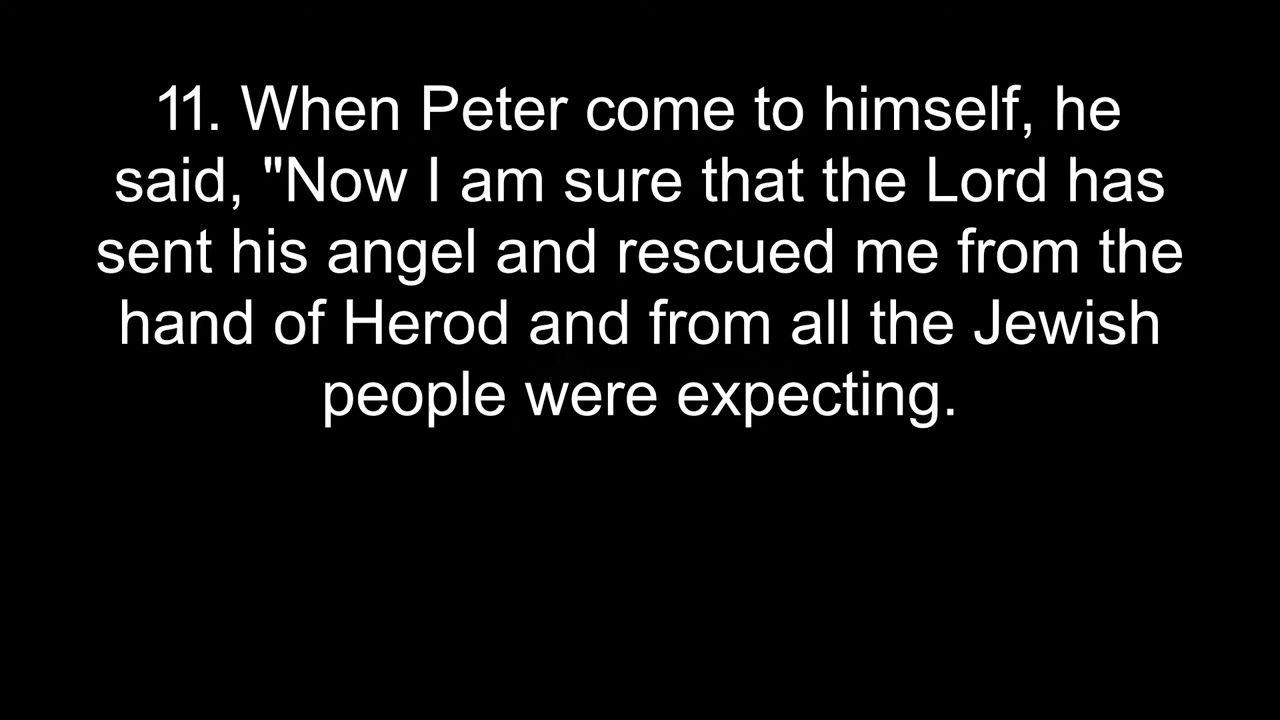 11. When Peter come to himself, he
said, "Now I am sure that the Lord has
sent his angel and rescued me from the
hand of Herod and from all the Jewish
people were expecting.